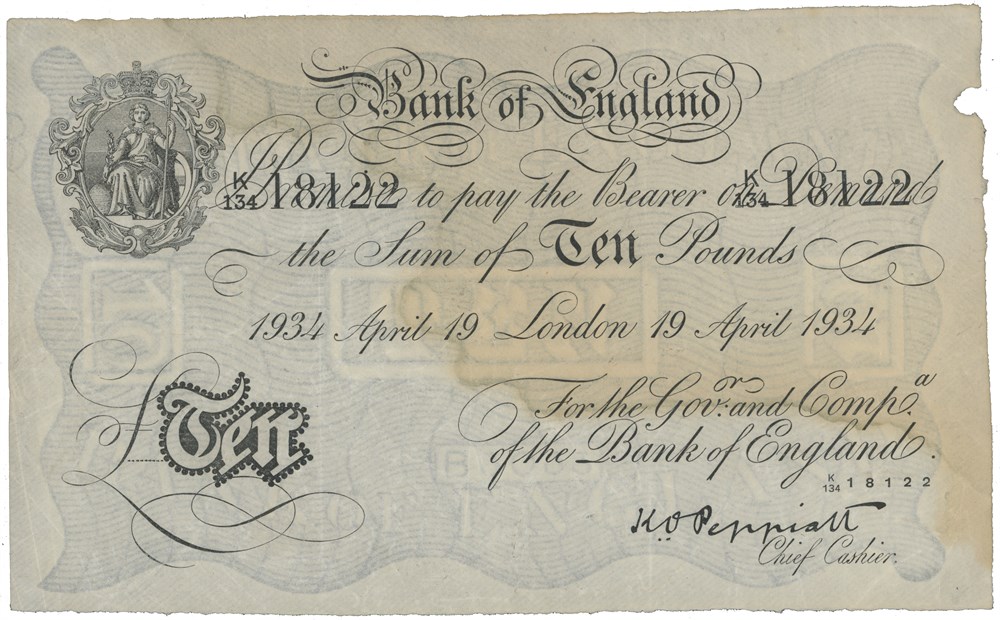 Bank of England
I Promise to pay the Bearer on Demand
K/134 18122 K/134 18122
the Sum of Ten Pounds
1934 April 19 London 19 April 1934
For the Govr. and Compa.
of the Bank of England.
K/134 18122
£ Ten
K.O. Peppiatt
Chief Cashier.